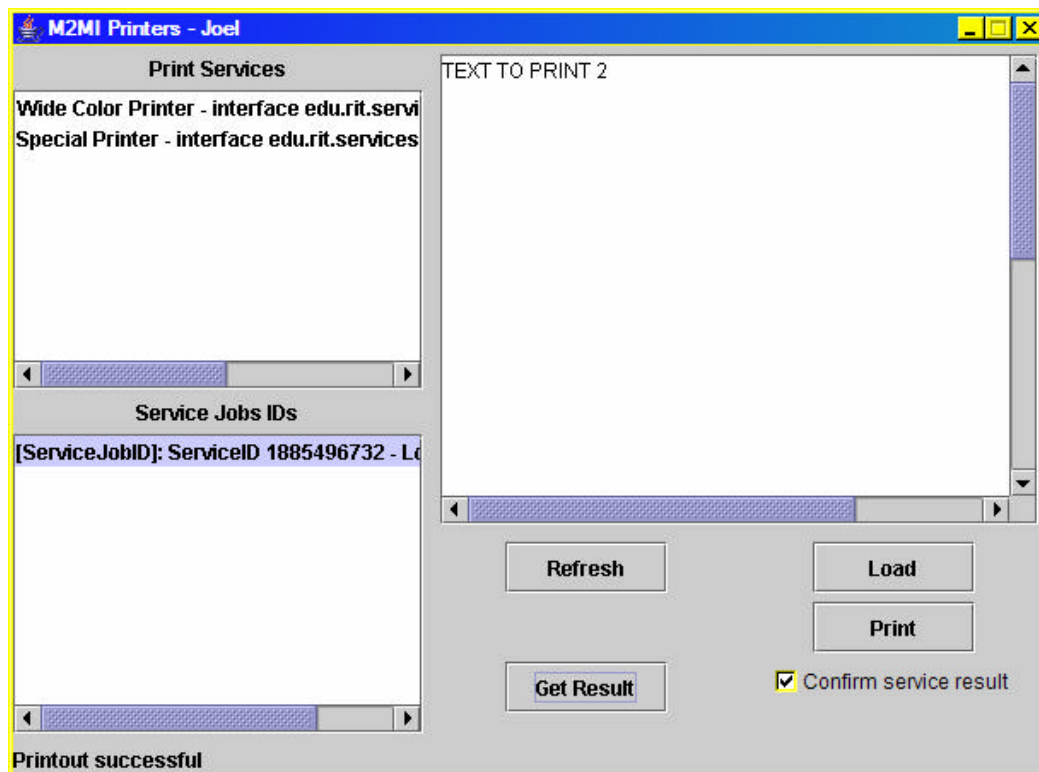 M2MI Printers - Joel
Print Services
Wide Color Printer - interface edu.rit.servi
Special Printer - interface edu.rit.services
Service Jobs IDs
[ServiceJobID]: ServiceID 1885496732 - Lo
Printout successful
TEXT TO PRINT 2
Refresh
Load
Print
Get Result
Confirm service result